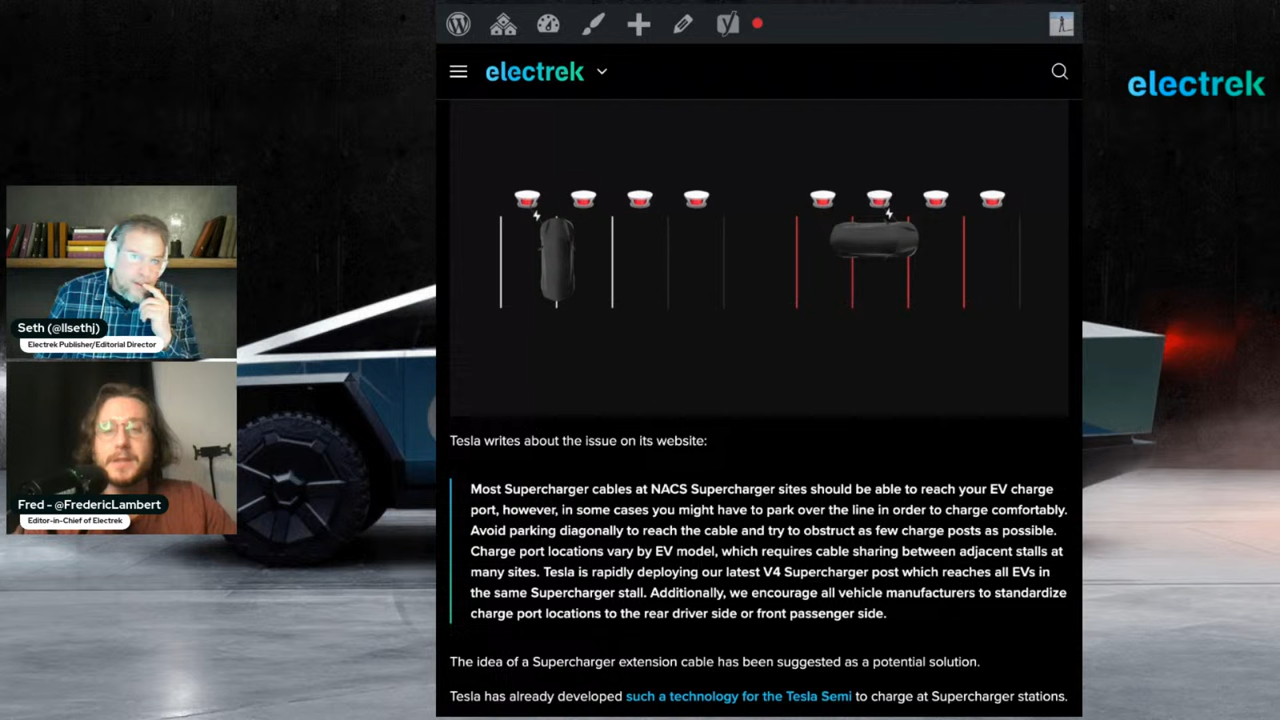 electrek
electrek
Seth (@llsethj)
Electrek Publisher/Editorial Director
Fred - @FredericLambert
Editor-in-Chief of Electrek
Tesla writes about the issue on its website:
Most Supercharger cables at NACS Supercharger sites should be able to reach your EV charge
port, however, in some cases you might have to park over the line in order to charge comfortably.
Avoid parking diagonally to reach the cable and try to obstruct as few charge posts as possible.
Charge port locations vary by EV model, which requires cable sharing between adjacent stalls at
many sites. Tesla is rapidly deploying our latest V4 Supercharger post which reaches all EVs in
the same Supercharger stall. Additionally, we encourage all vehicle manufacturers to standardize
charge port locations to the rear driver side or front passenger side.
The idea of a Supercharger extension cable has been suggested as a potential solution.
Tesla has already developed such a technology for the Tesla Semi to charge at Supercharger stations.